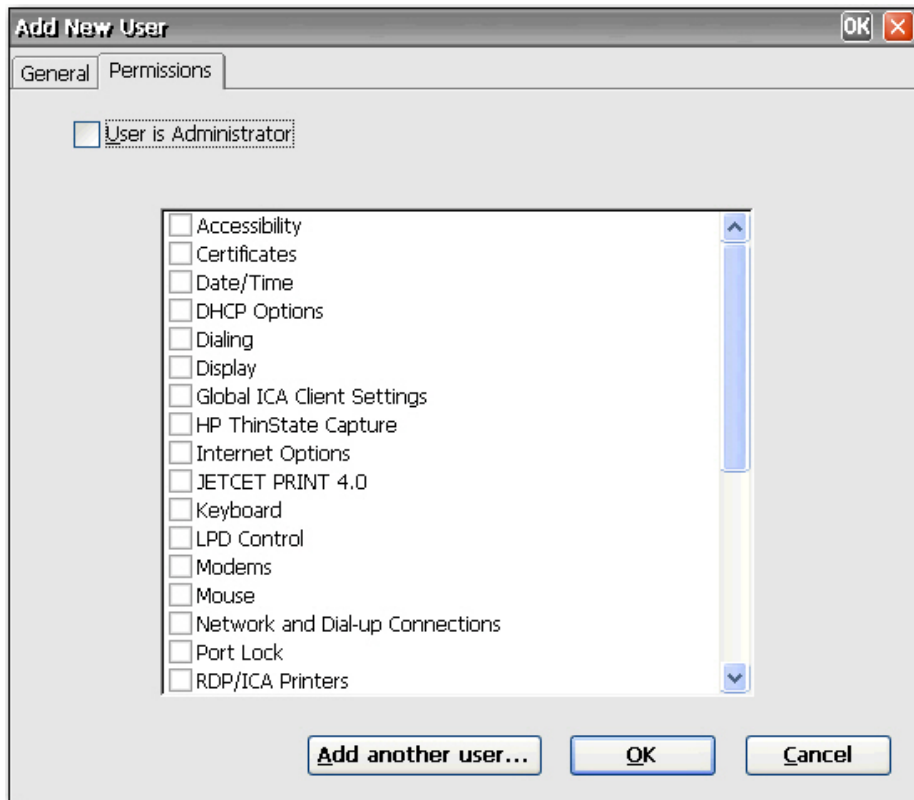 Add New User OK
General Permissions
User is Administrator
Accessibility
Certificates
Date/Time
DHCP Options
Dialing
Display
Global ICA Client Settings
HP ThinState Capture
Internet Options
JETCET PRINT 4.0
Keyboard
LPD Control
Modems
Mouse
Network and Dial-up Connections
Port Lock
RDP/ICA Printers
Add another user... OK Cancel